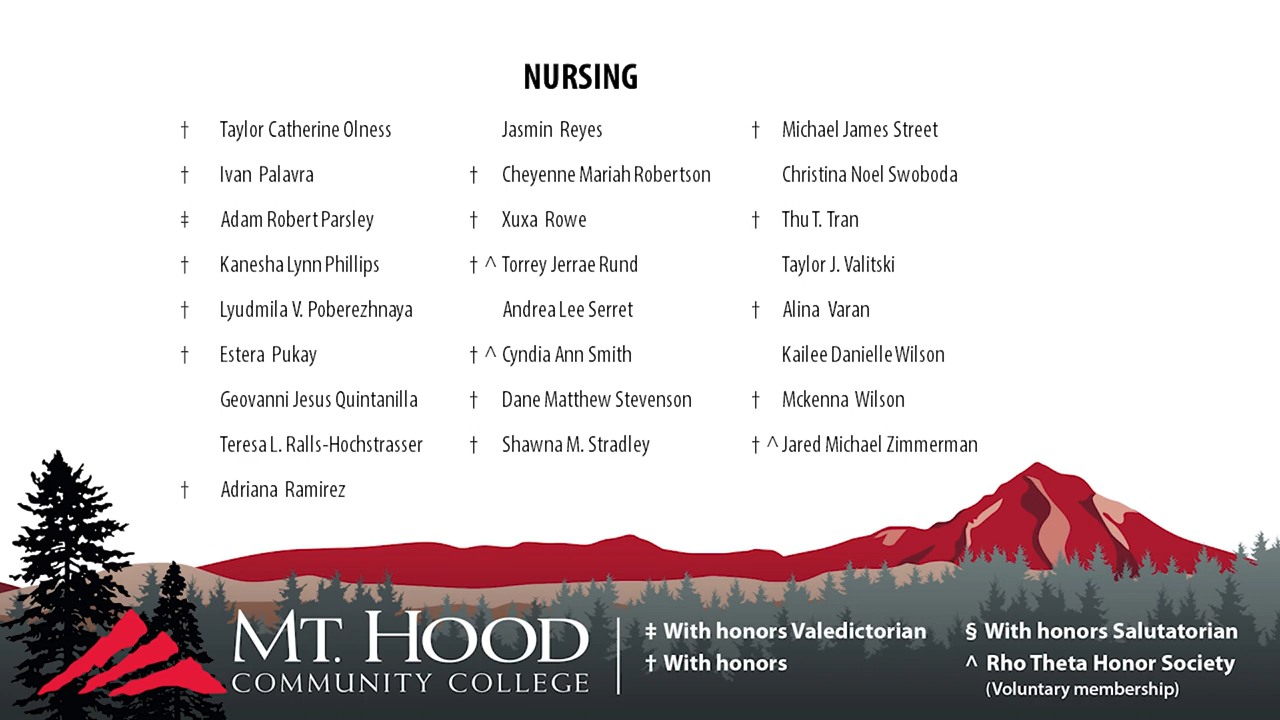 NURSING
† Taylor Catherine Olness
† Ivan Palavra
‡ Adam Robert Parsley
† Kanesha Lynn Phillips
† Lyudmila V. Poberezhnaya
† Estera Pukay
Geovanni Jesus Quintanilla
Teresa L. Ralls-Hochstrasser
† Adriana Ramirez
Jasmin Reyes
† Cheyenne Mariah Robertson
† Xuxa Rowe
† ^ Torrey Jerrae Rund
Andrea Lee Serret
† ^ Cyndia Ann Smith
† Dane Matthew Stevenson
† Shawna M. Stradley
† Michael James Street
Christina Noel Swoboda
† Thu T. Tran
Taylor J. Valitski
† Alina Varan
Kailee Danielle Wilson
† Mckenna Wilson
† ^ Jared Michael Zimmerman
MT. HOOD
COMMUNITY COLLEGE
‡ With honors Valedictorian
† With honors
§ With honors Salutatorian
^ Rho Theta Honor Society
(Voluntary membership)